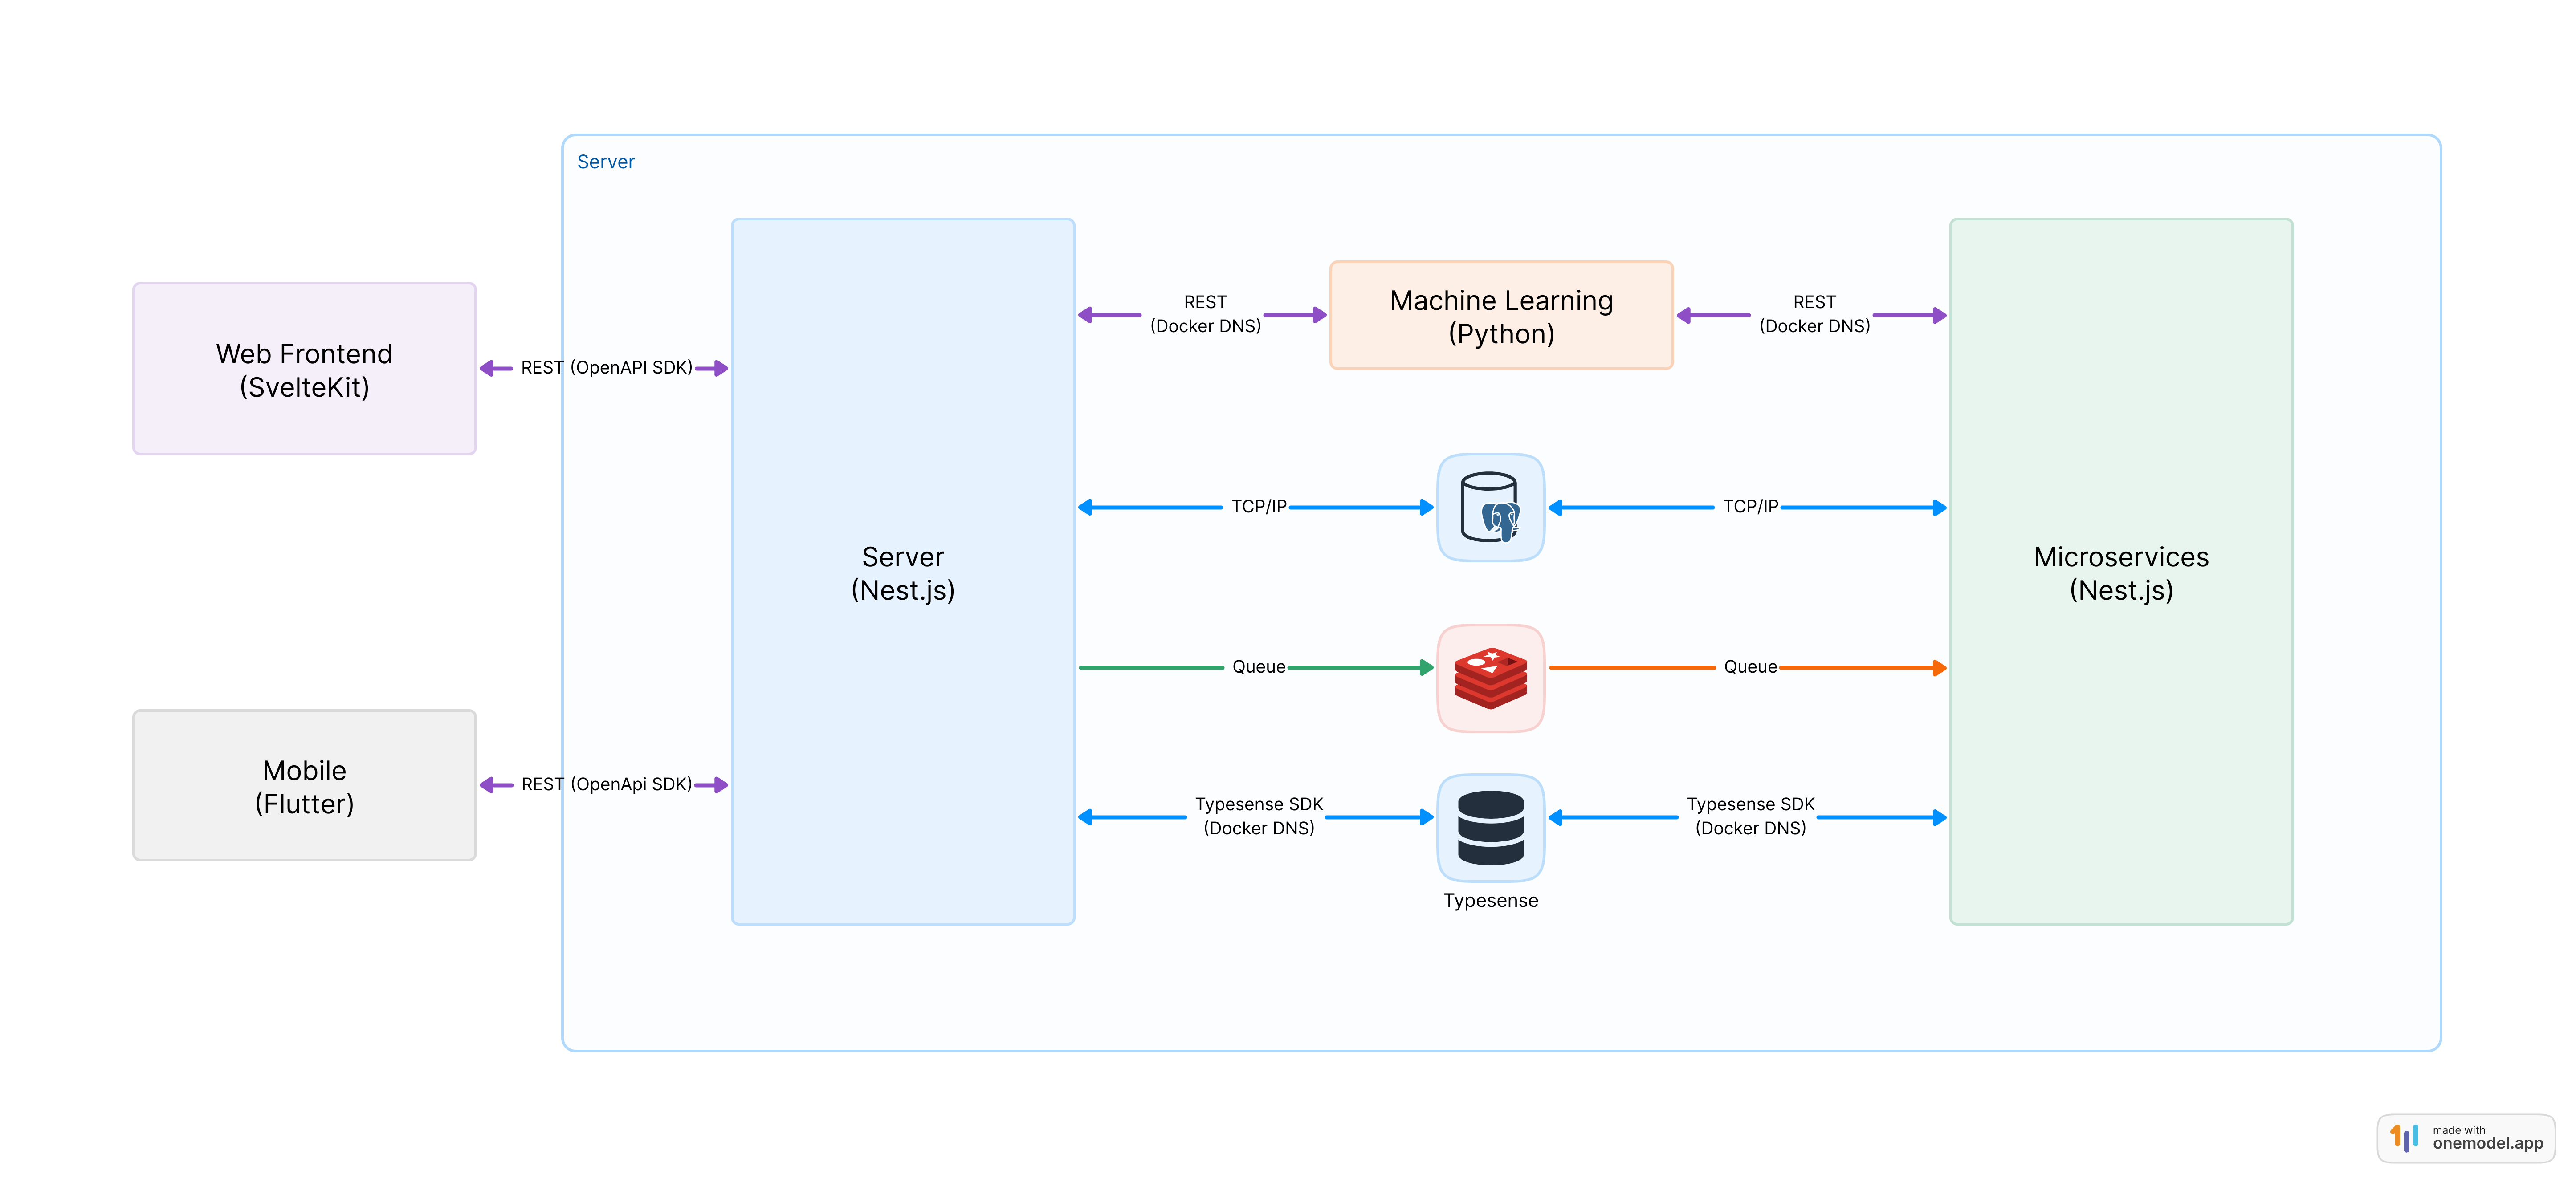 Server
Web Frontend
(SvelteKit)
REST (OpenAPI SDK)
Mobile
(Flutter)
REST (OpenApi SDK)
Server
(Nest.js)
REST
(Docker DNS)
Machine Learning
(Python)
REST
(Docker DNS)
TCP/IP
TCP/IP
Queue
Queue
Typesense SDK
(Docker DNS)
Typesense
Typesense SDK
(Docker DNS)
Microservices
(Nest.js)
made with
onemodel.app